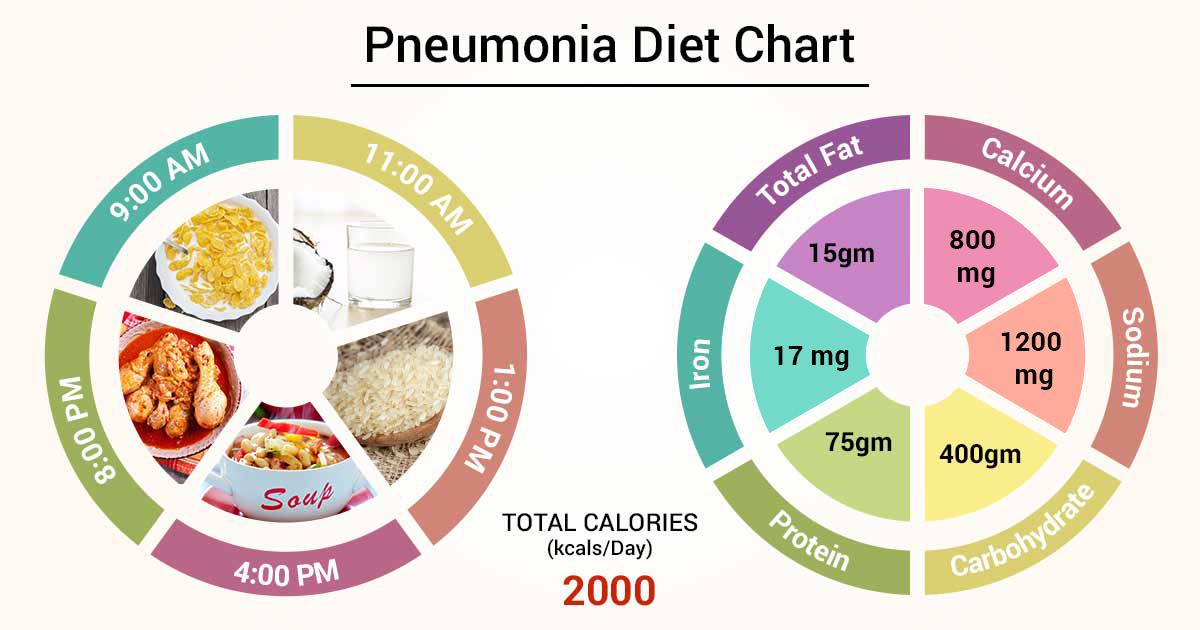 Pneumonia Diet Chart
9:00 AM
11:00 AM
1:00 PM
4:00 PM
8:00 PM
Soup
TOTAL CALORIES
(kcals/Day)
2000
Total Fat
15gm
Calcium
800
mg
Sodium
1200
mg
Carbohydrate
400gm
Protein
75gm
Iron
17 mg